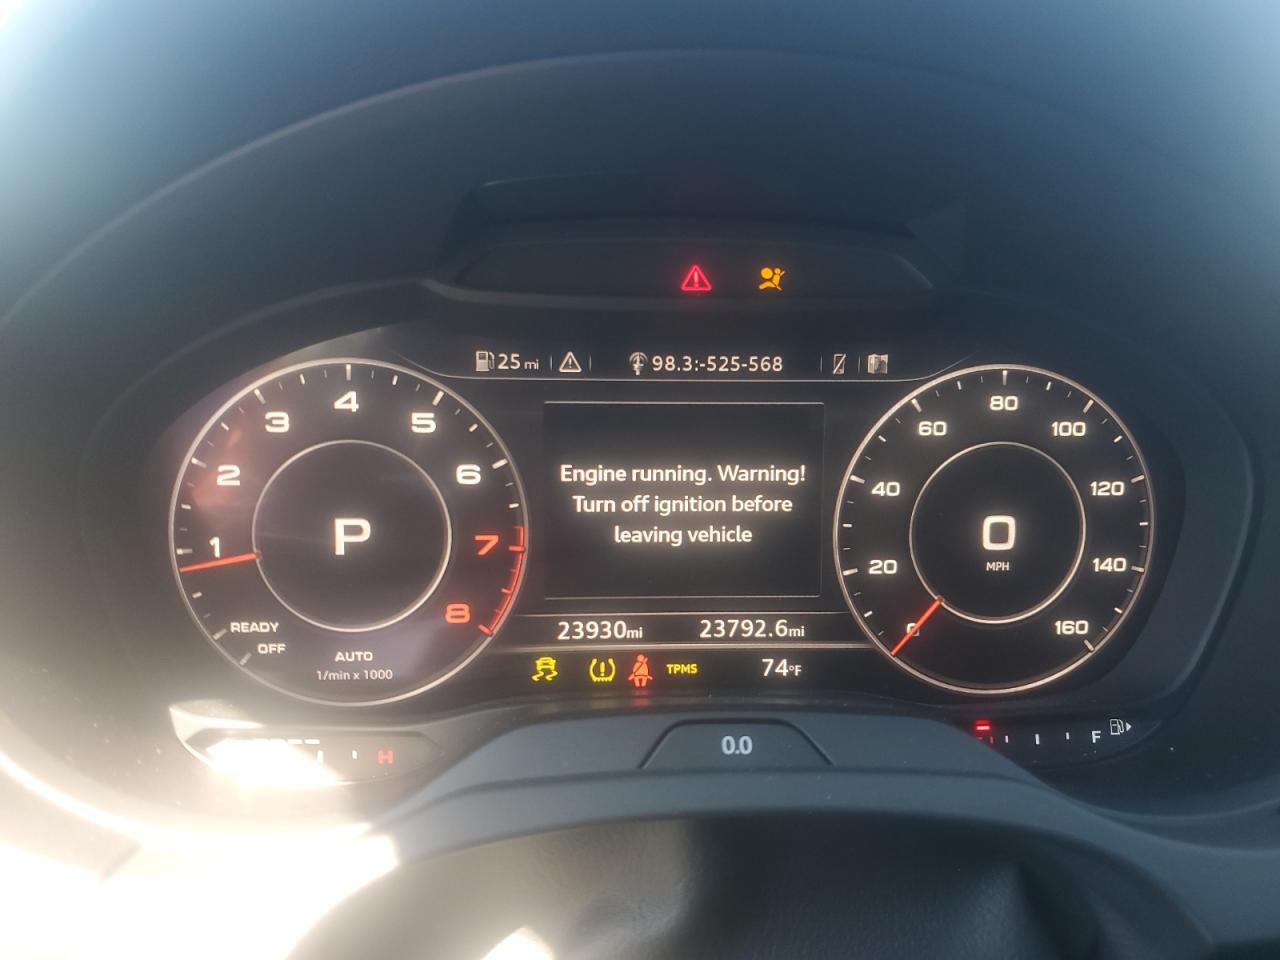 25 mi
98.3:-525-568
1
2
3
4
5
6
7
8
P
READY
OFF
AUTO
1/min x 1000
Engine running. Warning!
Turn off ignition before
leaving vehicle
0
20
40
60
80
100
120
140
160
0
MPH
23930mi
23792.6mi
TPMS
74°F
H
F
0.0